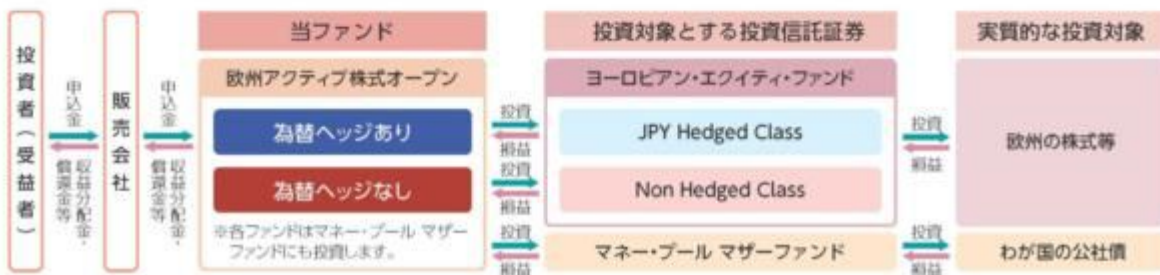 投資者（受益者）
申込金
収益分配金・
償還金等
販売会社
申込金
収益分配金・
償還金等
当ファンド
欧州アクティブ株式オープン
為替ヘッジあり
為替ヘッジなし
※各ファンドはマネー・プール マザー
ファンドにも投資します。
投資
損益
投資
損益
投資
損益
投資対象とする投資信託証券
ヨーロピアン・エクイティ・ファンド
JPY Hedged Class
Non Hedged Class
マネー・プール マザーファンド
投資
損益
投資
損益
実質的な投資対象
欧州の株式等
わが国の公社債